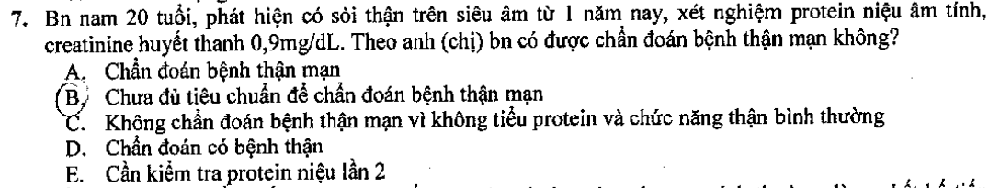 7. Bn nam 20 tuổi, phát hiện có sỏi thận trên siêu âm từ 1 năm nay, xét nghiệm protein niệu âm tính,
creatinine huyết thanh 0,9mg/dL. Theo anh (chị) bn có được chẩn đoán bệnh thận mạn không?
A. Chẩn đoán bệnh thận mạn
B. Chưa đủ tiêu chuẩn để chẩn đoán bệnh thận mạn
C. Không chẩn đoán bệnh thận mạn vì không tiểu protein và chức năng thận bình thường
D. Chẩn đoán có bệnh thận
E. Cần kiểm tra protein niệu lần 2